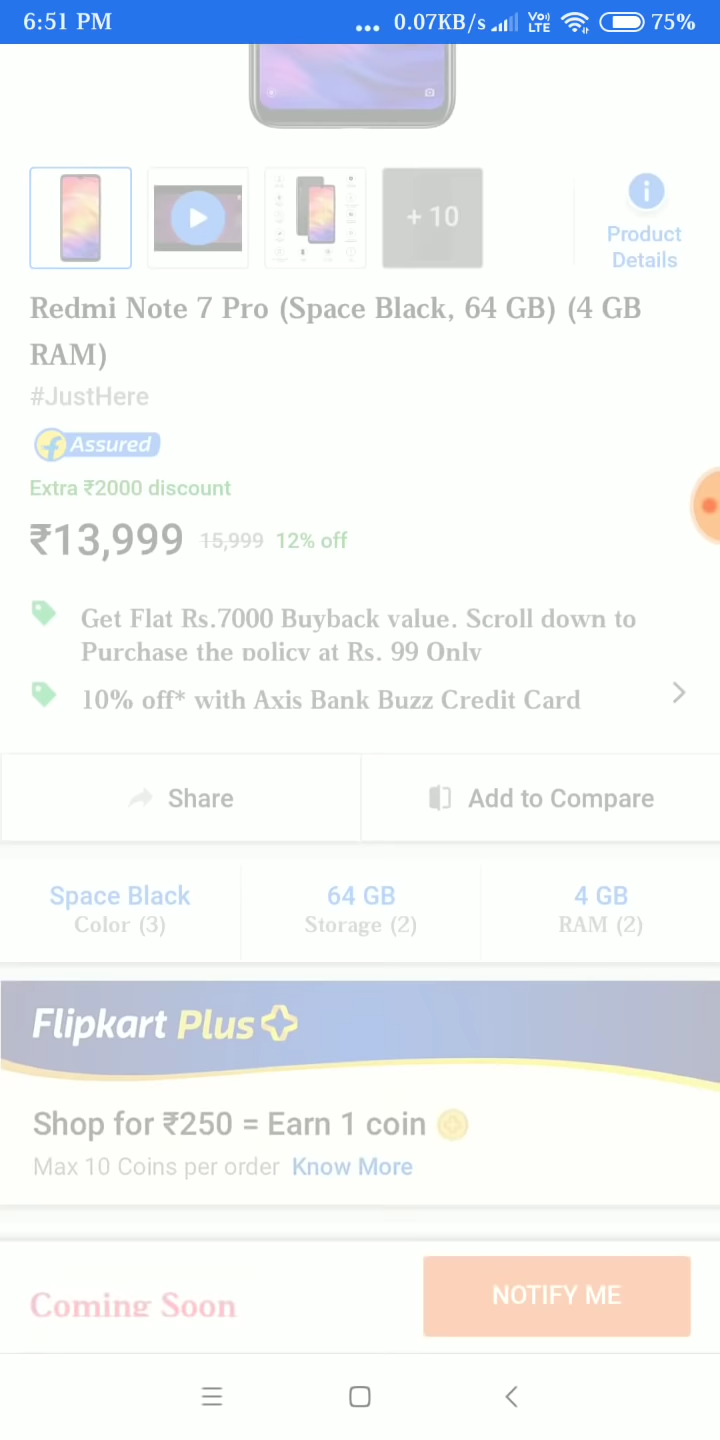 6:51 PM ... 0.07KB/s Vo)) LTE 75%
+ 10
Product
Details
Redmi Note 7 Pro (Space Black, 64 GB) (4 GB
RAM)
#JustHere
f Assured
Extra ₹2000 discount
₹13,999 15,999 12% off
Get Flat Rs.7000 Buyback value. Scroll down to
Purchase the policy at Rs. 99 Only
10% off* with Axis Bank Buzz Credit Card
Share Add to Compare
Space Black 64 GB 4 GB
Color (3) Storage (2) RAM (2)
Flipkart Plus
Shop for ₹250 = Earn 1 coin
Max 10 Coins per order Know More
Coming Soon NOTIFY ME